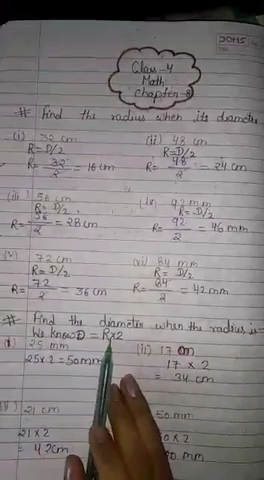 Class-4
Math
Chapter-8
# Find the radius when its diameter
(i) 32 cm
R = D/2
R = 32/2 = 16 cm
(ii) 48 cm
R = D/2
R = 48/2 = 24 cm
(iii) 56 cm
R = D/2
R = 56/2 = 28 cm
(iv) 92 mm
R = D/2
R = 92/2 = 46 mm
(v) 72 cm
R = D/2
R = 72/2 = 36 cm
(vi) 84 mm
R = D/2
R = 84/2 = 42 mm
# Find the diameter when the radius is
We know D = R×2
(i) 25 mm
25×2 = 50 mm
(ii) 17 cm
17 × 2
= 34 cm
21 cm
21 × 2
= 42 cm
50 mm
× 2
mm